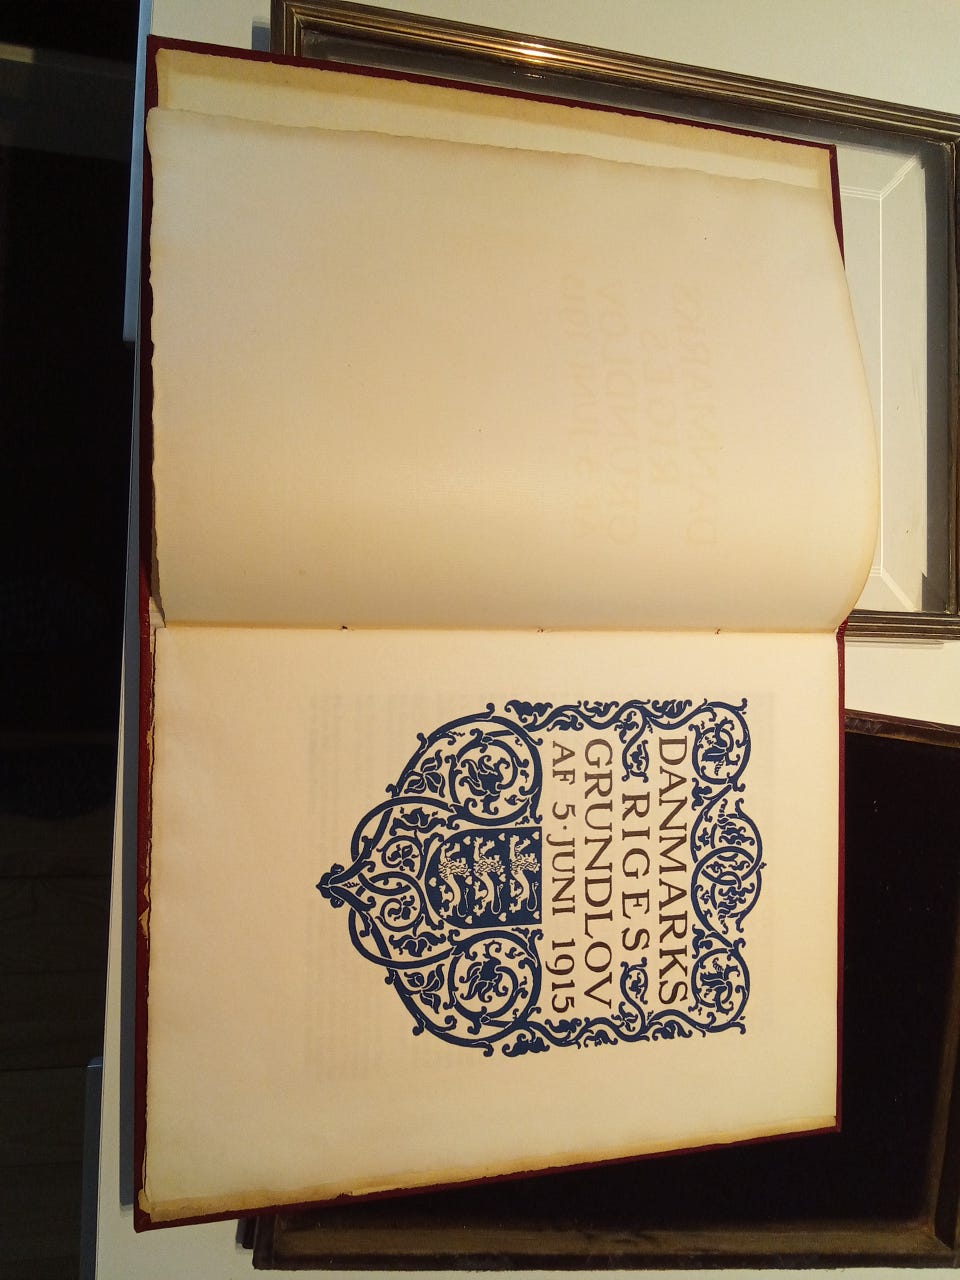 DANMARKS
RIGES
GRUNDLOV
AF 5. JUNI 1915